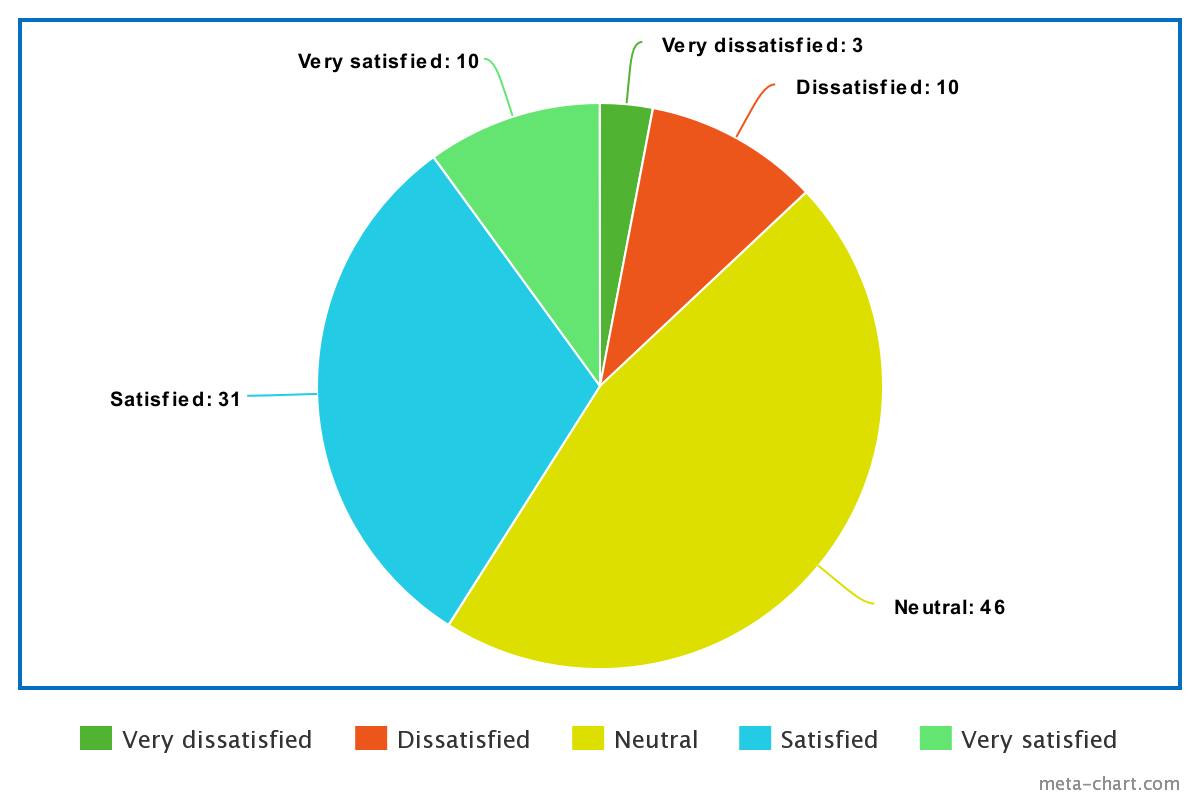 Very satisfied: 10
Very dissatisfied: 3
Dissatisfied: 10
Satisfied: 31
Neutral: 46
Very dissatisfied
Dissatisfied
Neutral
Satisfied
Very satisfied
meta-chart.com